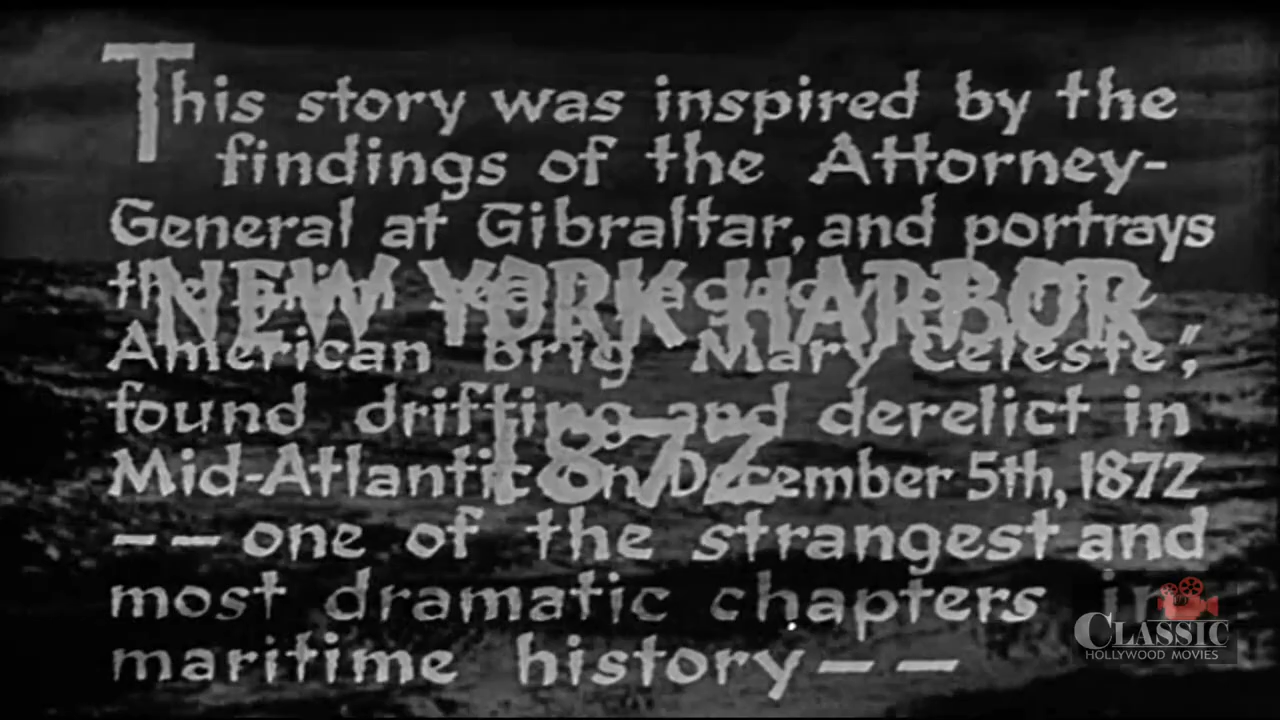 This story was inspired by the
findings of the Attorney-
General at Gibraltar, and portrays
the
American brig "Mary Celeste",
found drifting and derelict in
Mid-Atlantic on December 5th, 1872
-- one of the strangest and
most dramatic chapters in
maritime history --
NEW YORK HARBOR
1872
CLASSIC
HOLLYWOOD MOVIES